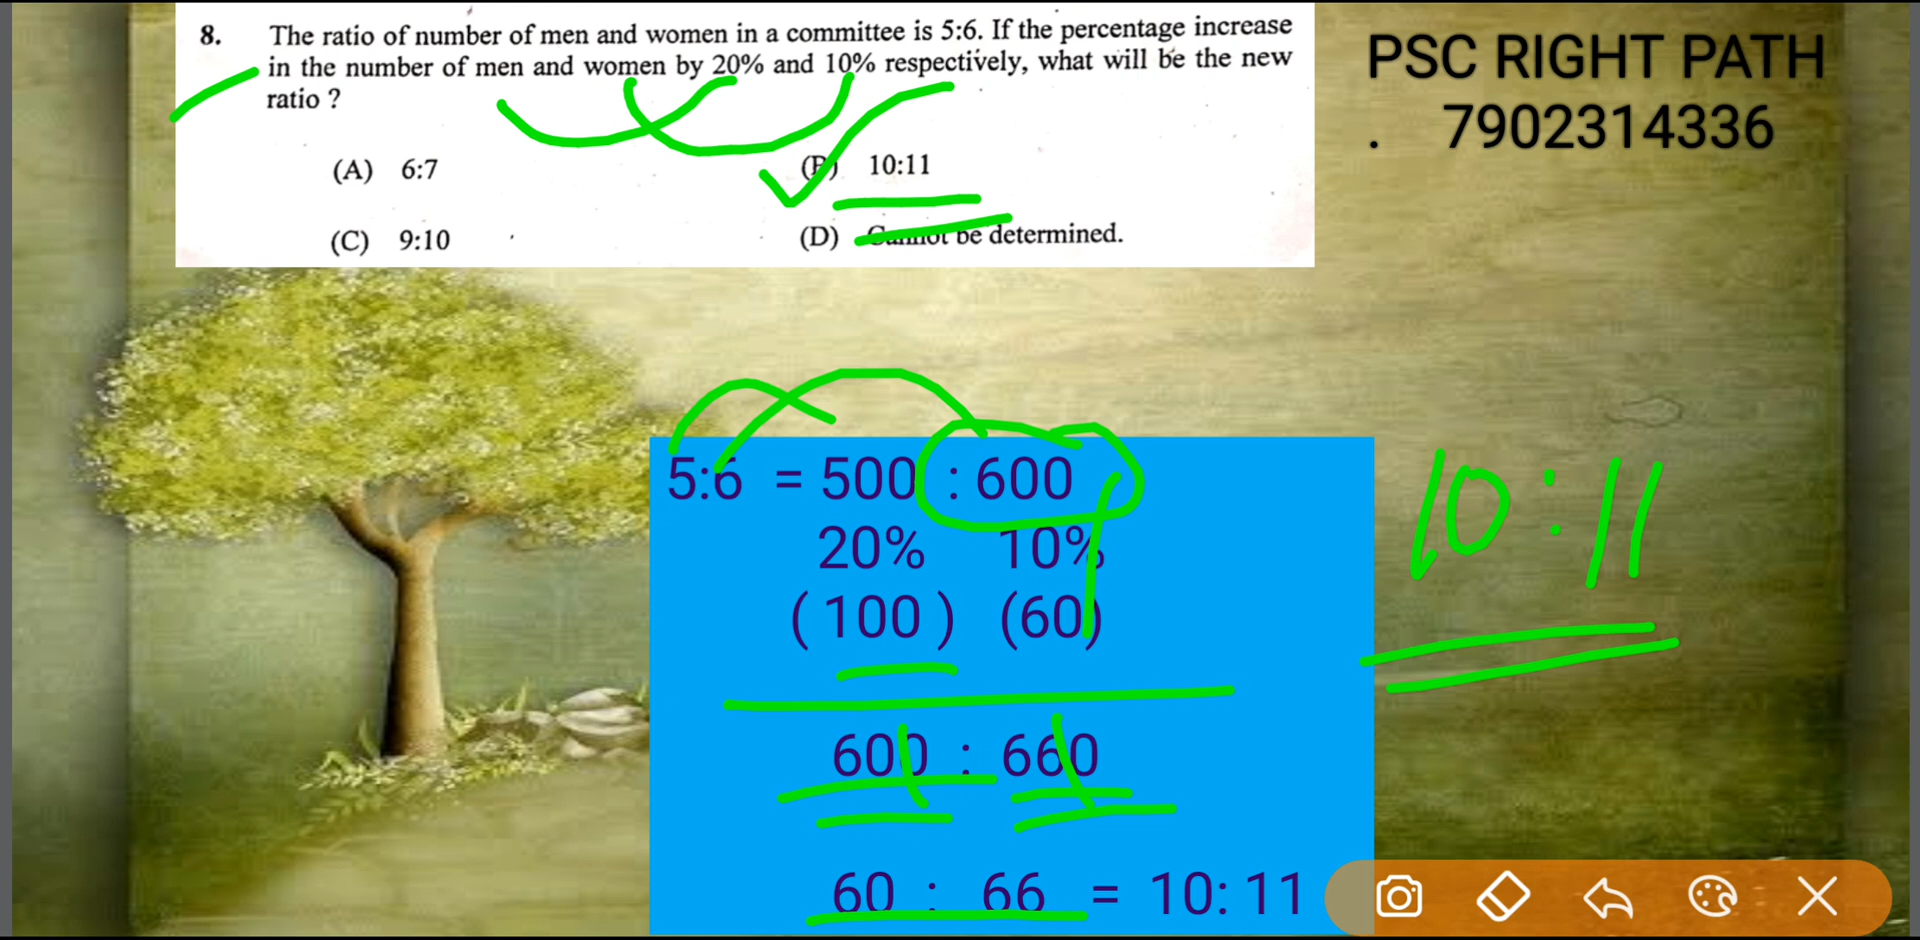 8. The ratio of number of men and women in a committee is 5:6. If the percentage increase
in the number of men and women by 20% and 10% respectively, what will be the new
ratio ?
(A) 6:7
(B) 10:11
(C) 9:10
(D) Cannot be determined.
PSC RIGHT PATH
. 7902314336
5:6 = 500 : 600
20% 10%
( 100 ) (60)
600 : 660
60 : 66 = 10: 11
10:11